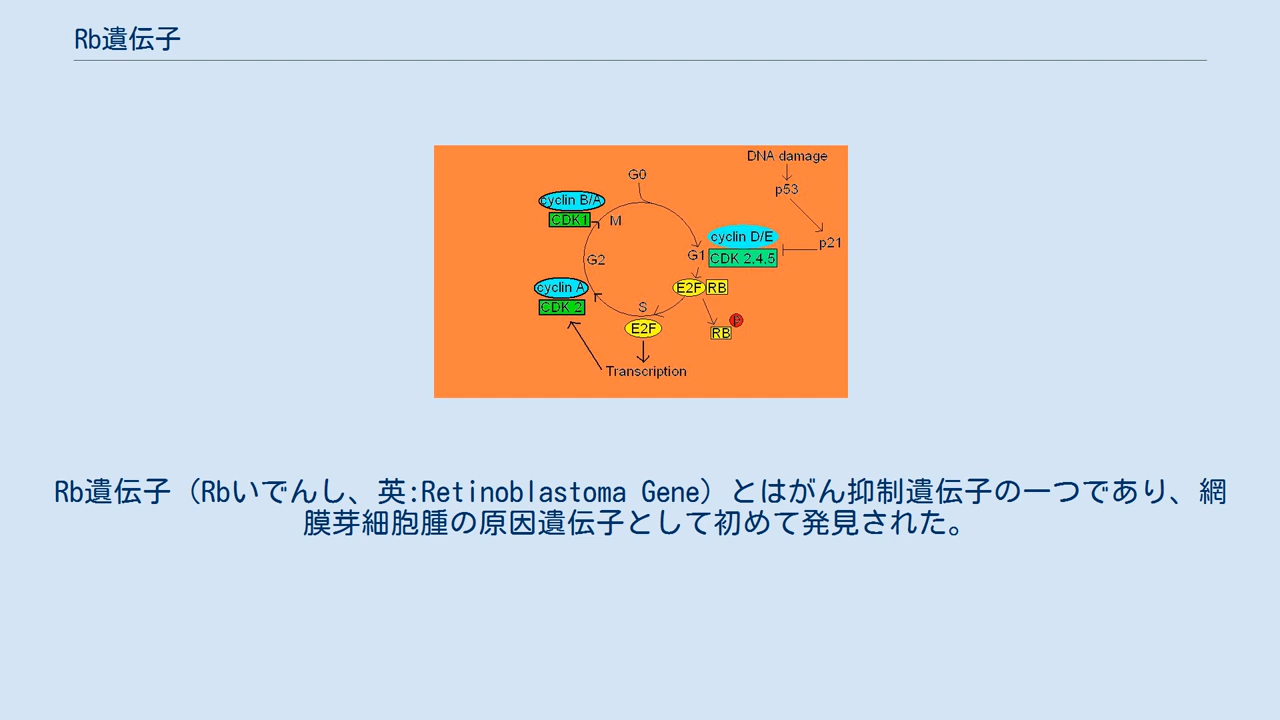 Rb遺伝子
DNA damage
G0
p53
cyclin B/A
CDK1
M
cyclin D/E
p21
G1
CDK 2,4,5
G2
cyclin A
E2F RB
CDK 2
S
P
E2F
RB
Transcription
Rb遺伝子（Rbいでんし、英:Retinoblastoma Gene）とはがん抑制遺伝子の一つであり、網
膜芽細胞腫の原因遺伝子として初めて発見された。